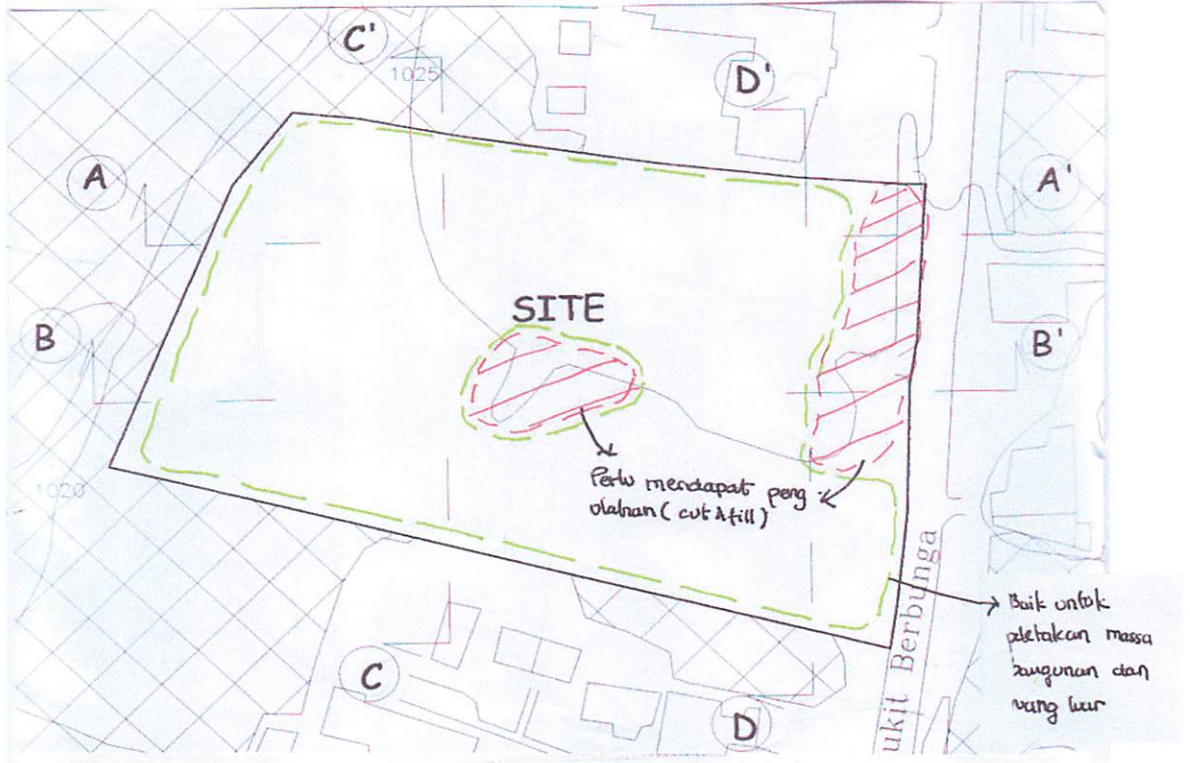 C'
1025
D'
A
A'
SITE
B
B'
Perlu mendapat peng
olahan (cut & fill)
1020
ukit Berbunga
Baik untuk
peletakan massa
bangunan dan
ruang luar
C
D